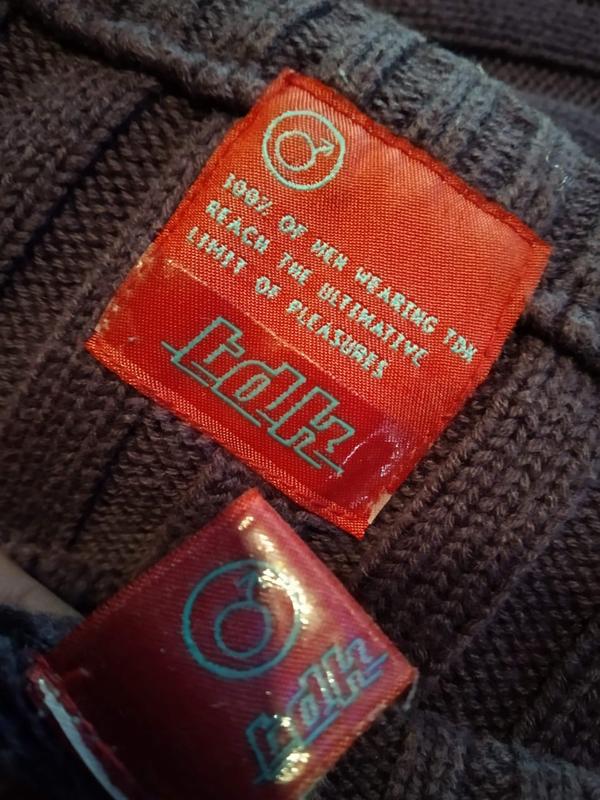 100% OF MEN WEARING TDK
REACH THE ULTIMATIVE
LIMIT OF PLEASURES
tdk
tdk